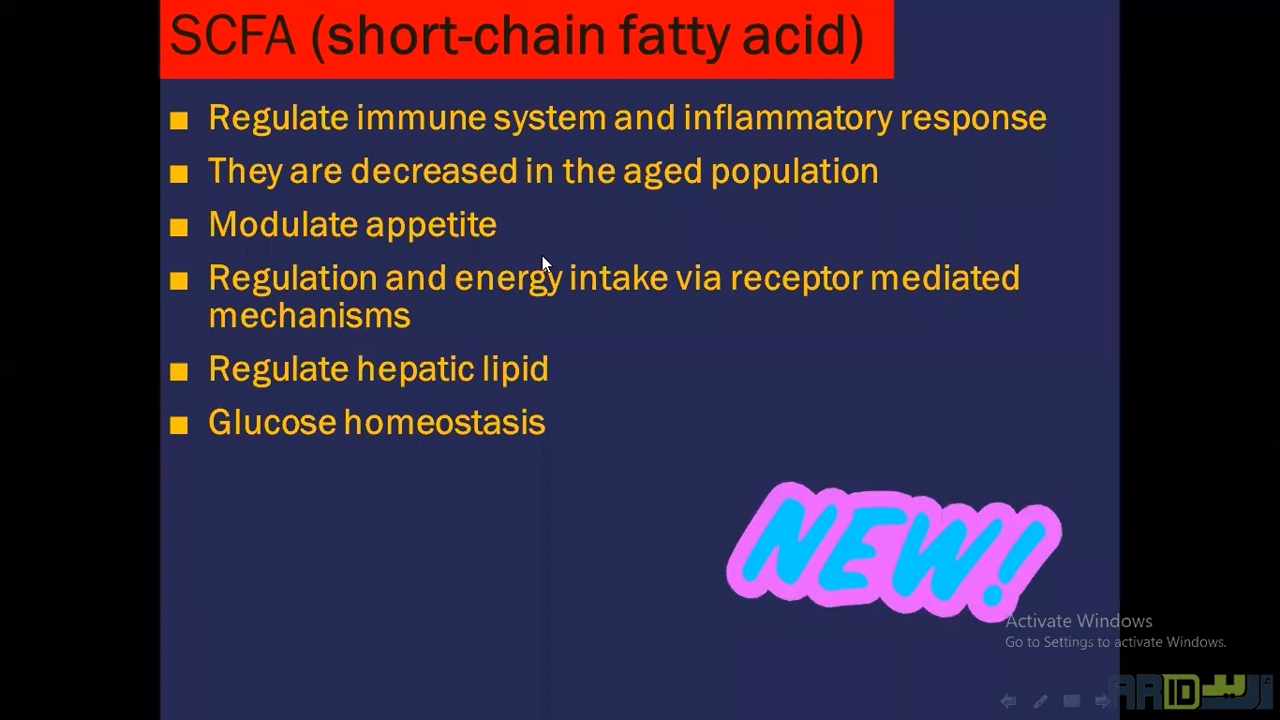 SCFA (short-chain fatty acid)
■ Regulate immune system and inflammatory response
■ They are decreased in the aged population
■ Modulate appetite
■ Regulation and energy intake via receptor mediated
mechanisms
■ Regulate hepatic lipid
■ Glucose homeostasis
NEW!
Activate Windows
Go to Settings to activate Windows.
ARID أريد